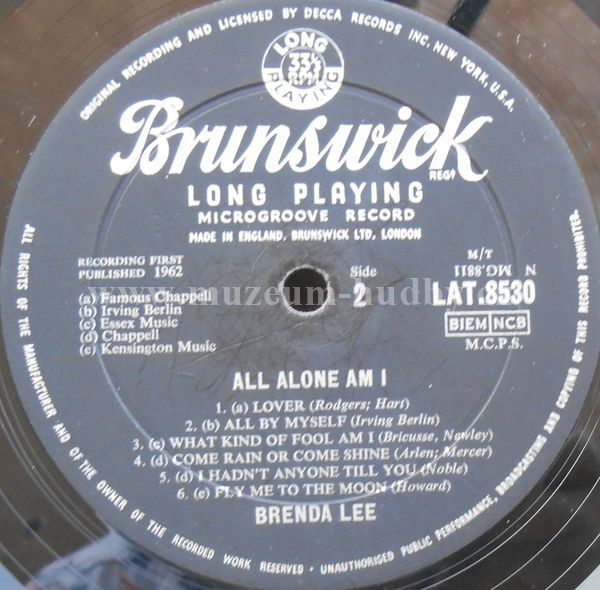 ORIGINAL RECORDING AND LICENSED BY DECCA RECORDS INC. NEW YORK, U.S.A.
LONG
33⅓
RPM
PLAYING
Brunswick
REGD
LONG PLAYING
MICROGROOVE RECORD
MADE IN ENGLAND, BRUNSWICK LTD, LONDON
RECORDING FIRST
PUBLISHED 1962
(a) Famous Chappell
(b) Irving Berlin
(c) Essex Music
(d) Chappell
(e) Kensington Music
Side
2
M/T
MG.8811 N
LAT.8530
BIEM NCB
M.C.P.S.
www.muzeum-hudby.
ALL ALONE AM I
1. (a) LOVER (Rodgers; Hart)
2. (b) ALL BY MYSELF (Irving Berlin)
3. (c) WHAT KIND OF FOOL AM I (Bricusse, Newley)
4. (d) COME RAIN OR COME SHINE (Arlen; Mercer)
5. (d) I HADN'T ANYONE TILL YOU (Noble)
6. (e) FLY ME TO THE MOON (Howard)
BRENDA LEE
ALL RIGHTS OF THE MANUFACTURER AND OF THE OWNER OF THE RECORDED WORK RESERVED • UNAUTHORISED PUBLIC PERFORMANCE, BROADCASTING AND COPYING OF THIS RECORD PROHIBITED.